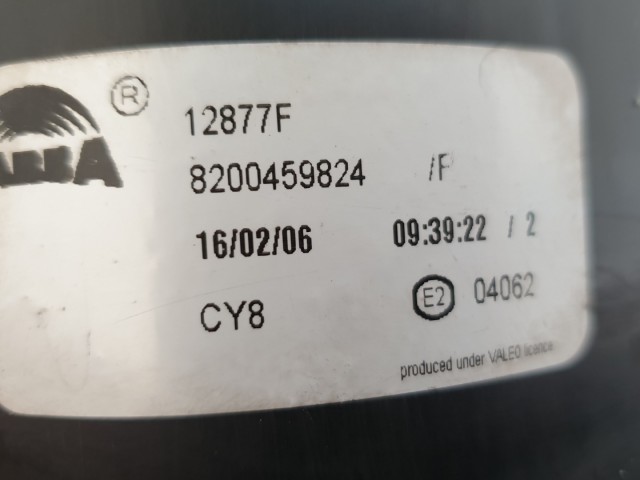 ®
12877F
8200459824 /P
16/02/06 09:39:22 / 2
CY8 E2 04062
produced under VALEO licence